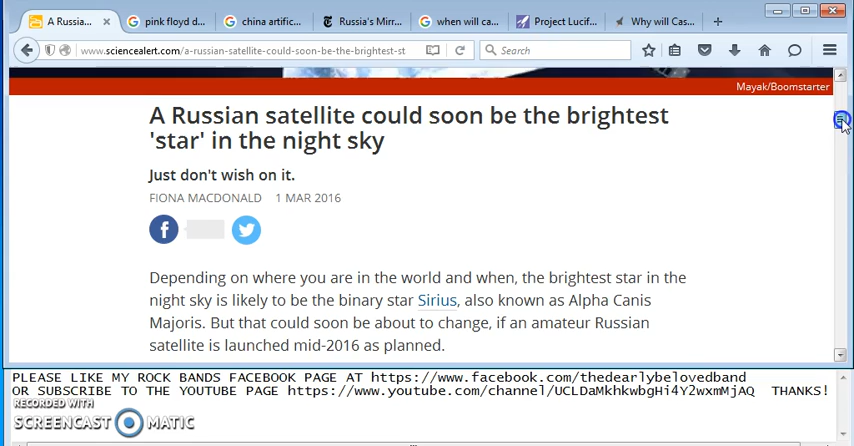 A Russia...
pink floyd d...
china artific...
Russia's Mirr...
when will ca...
Project Lucif...
Why will Cas...
www.sciencealert.com/a-russian-satellite-could-soon-be-the-brightest-st
Search
Mayak/Boomstarter
A Russian satellite could soon be the brightest
'star' in the night sky
Just don't wish on it.
FIONA MACDONALD 1 MAR 2016
Depending on where you are in the world and when, the brightest star in the
night sky is likely to be the binary star Sirius, also known as Alpha Canis
Majoris. But that could soon be about to change, if an amateur Russian
satellite is launched mid-2016 as planned.
PLEASE LIKE MY ROCK BANDS FACEBOOK PAGE AT https://www.facebook.com/thedearlybelovedband
OR SUBSCRIBE TO THE YOUTUBE PAGE https://www.youtube.com/channel/UCLDaMkhkwbgHi4Y2wxmMjAQ THANKS!
RECORDED WITH
SCREENCAST MATIC